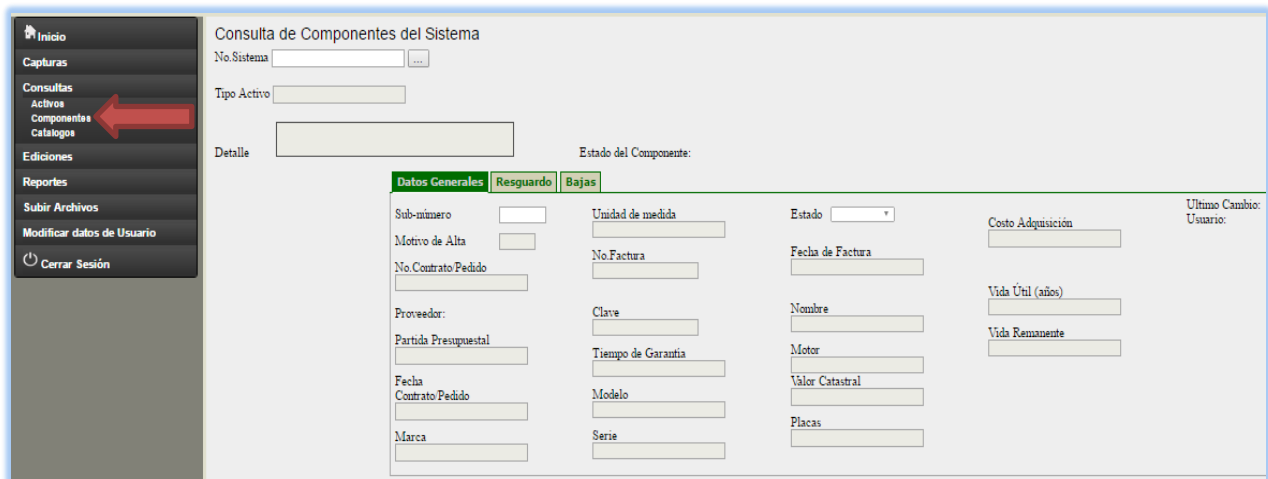 Inicio
Capturas
Consultas
Activos
Componentes
Catalogos
Ediciones
Reportes
Subir Archivos
Modificar datos de Usuario
Cerrar Sesión
Consulta de Componentes del Sistema
No.Sistema ...
Tipo Activo
Detalle Estado del Componente:
Datos Generales Resguardo Bajas
Sub-número Unidad de medida Estado Costo Adquisición Ultimo Cambio:
Usuario:
Motivo de Alta No.Factura Fecha de Factura
No.Contrato/Pedido Vida Útil (años)
Proveedor: Clave Nombre Vida Remanente
Partida Presupuestal Tiempo de Garantia Motor
Fecha
Contrato/Pedido Modelo Valor Catastral
Marca Serie Placas